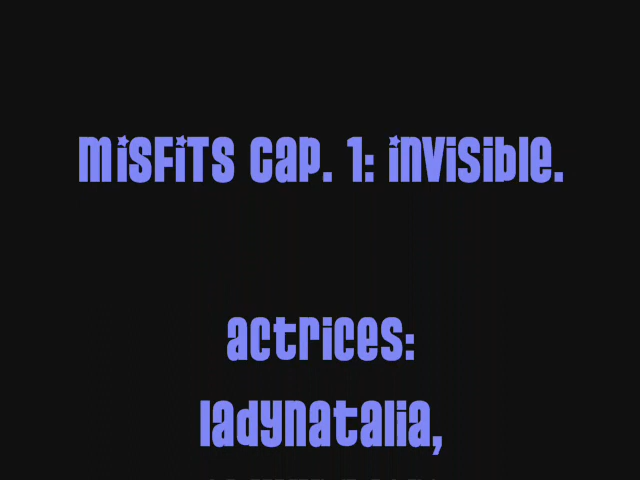 Misfits cap. 1: invisible.
actrices:
ladynatalia,